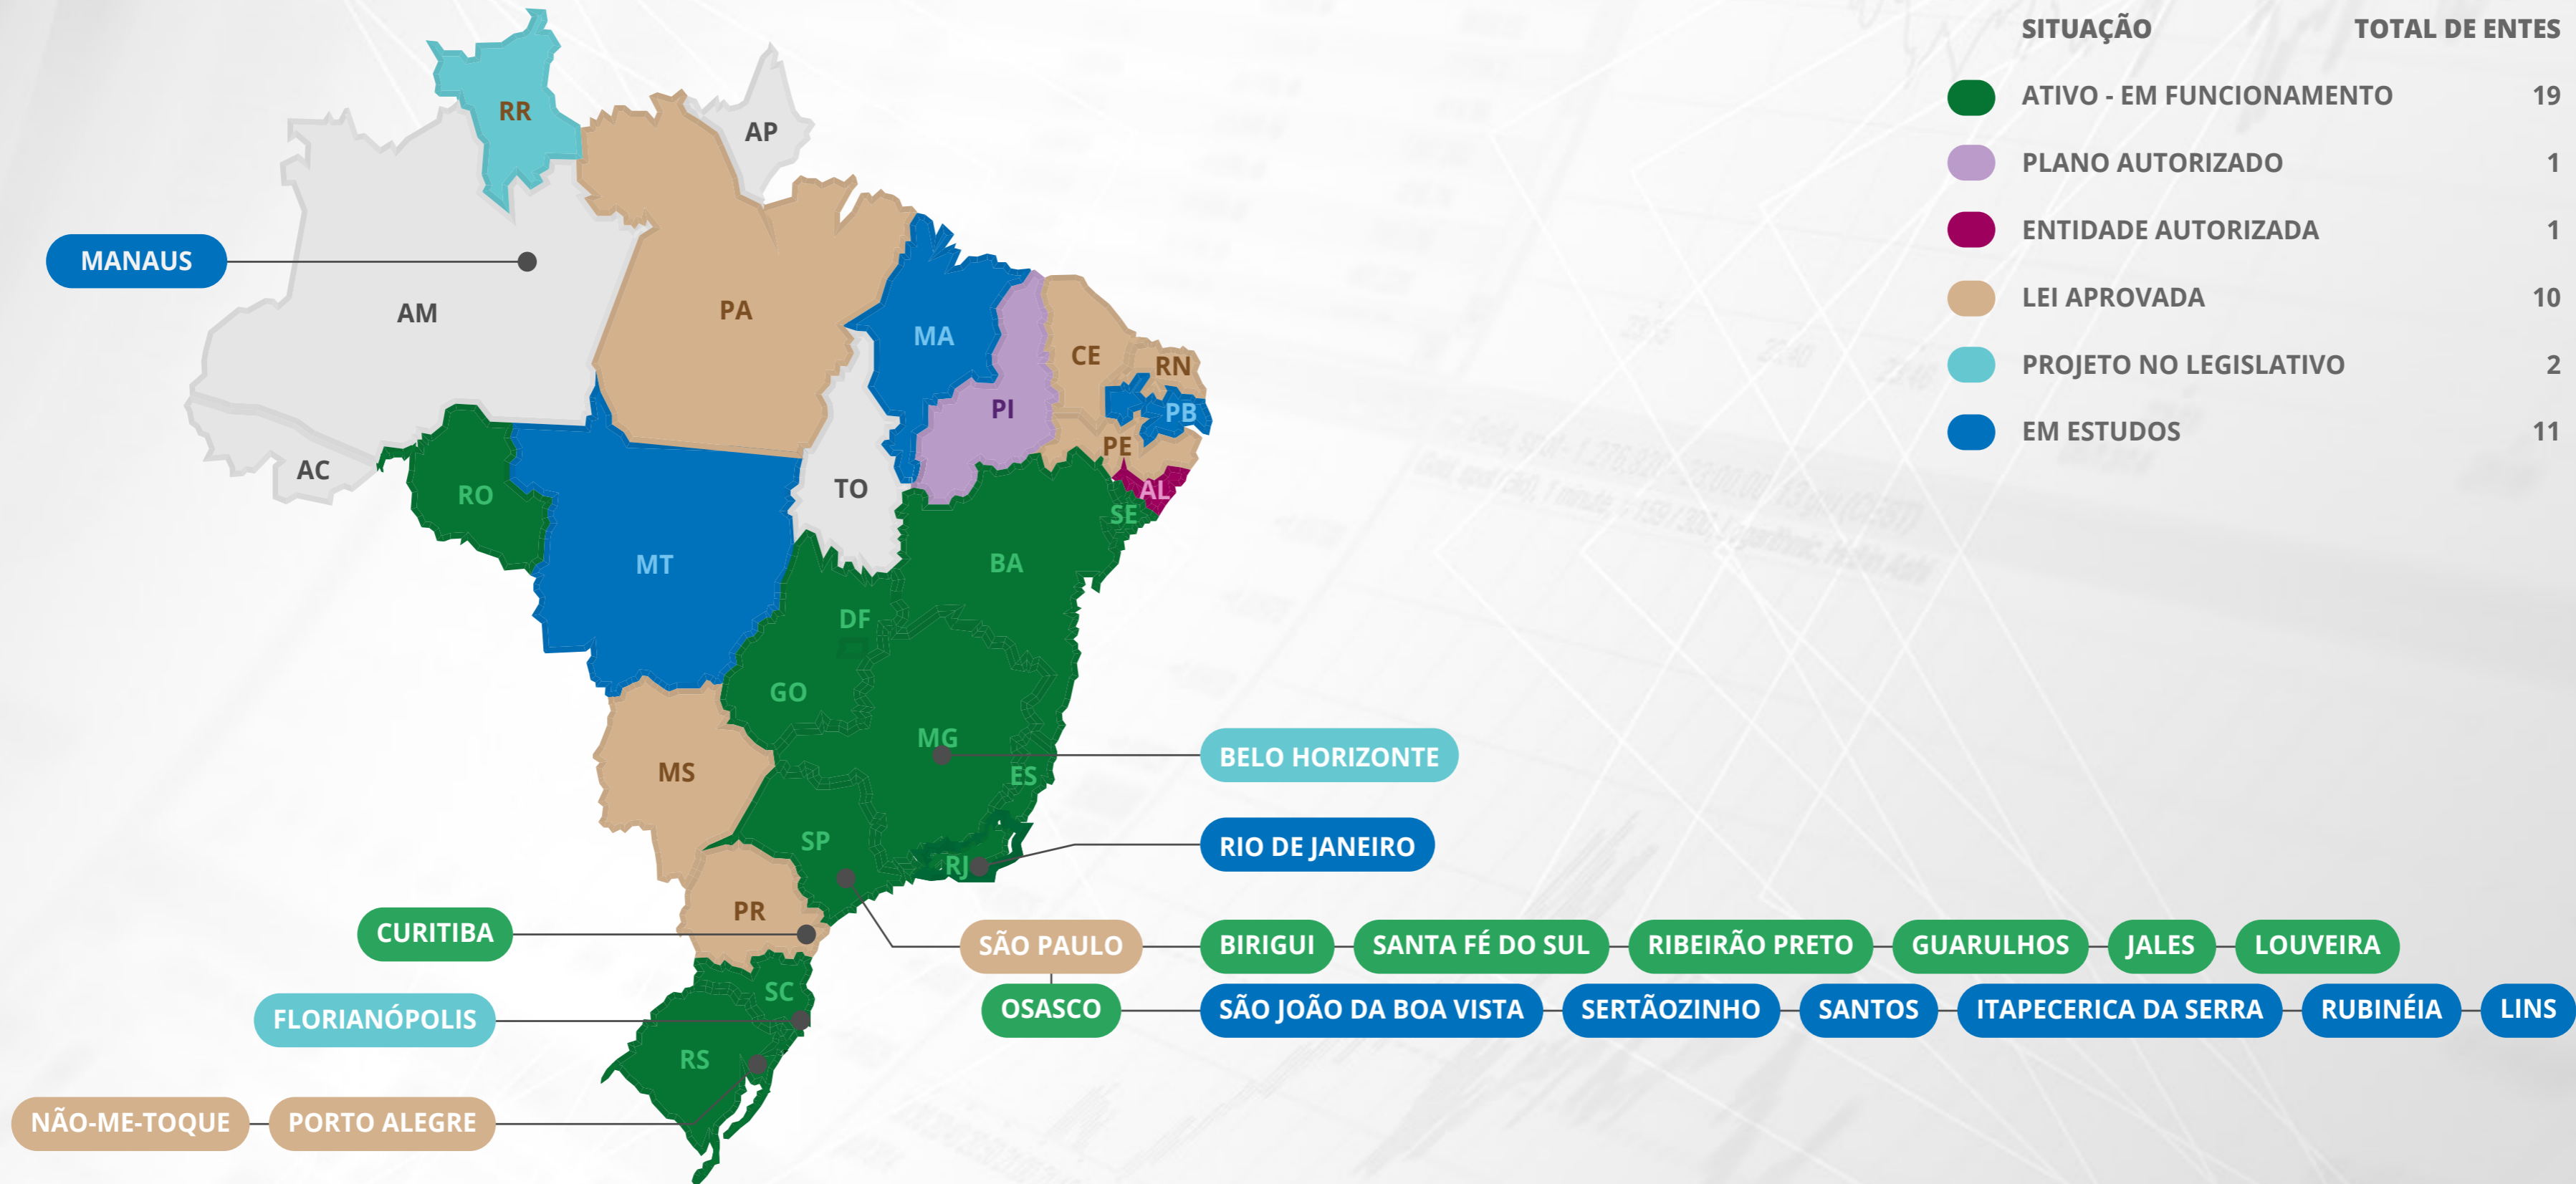 SITUAÇÃO TOTAL DE ENTES
ATIVO - EM FUNCIONAMENTO 19
PLANO AUTORIZADO 1
ENTIDADE AUTORIZADA 1
LEI APROVADA 10
PROJETO NO LEGISLATIVO 2
EM ESTUDOS 11
RR
AP
MANAUS
AM
PA
MA
CE
RN
PI
PB
PE
AC
RO
TO
AL
SE
MT
BA
DF
GO
MG
BELO HORIZONTE
MS
ES
SP
RIO DE JANEIRO
RJ
PR
CURITIBA
SÃO PAULO BIRIGUI SANTA FÉ DO SUL RIBEIRÃO PRETO GUARULHOS JALES LOUVEIRA
SC
OSASCO SÃO JOÃO DA BOA VISTA SERTÃOZINHO SANTOS ITAPECERICA DA SERRA RUBINÉIA LINS
FLORIANÓPOLIS
RS
NÃO-ME-TOQUE PORTO ALEGRE